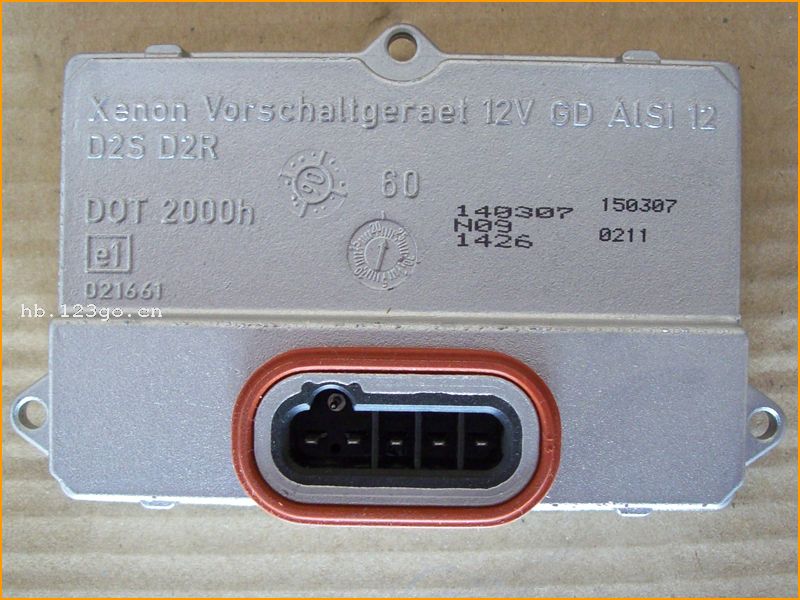 Xenon Vorschaltgeraet 12V GD AlSi 12
D2S D2R
60
DOT 2000h
140307 150307
N09
1426 0211
e1
021661
hb.123go.cn